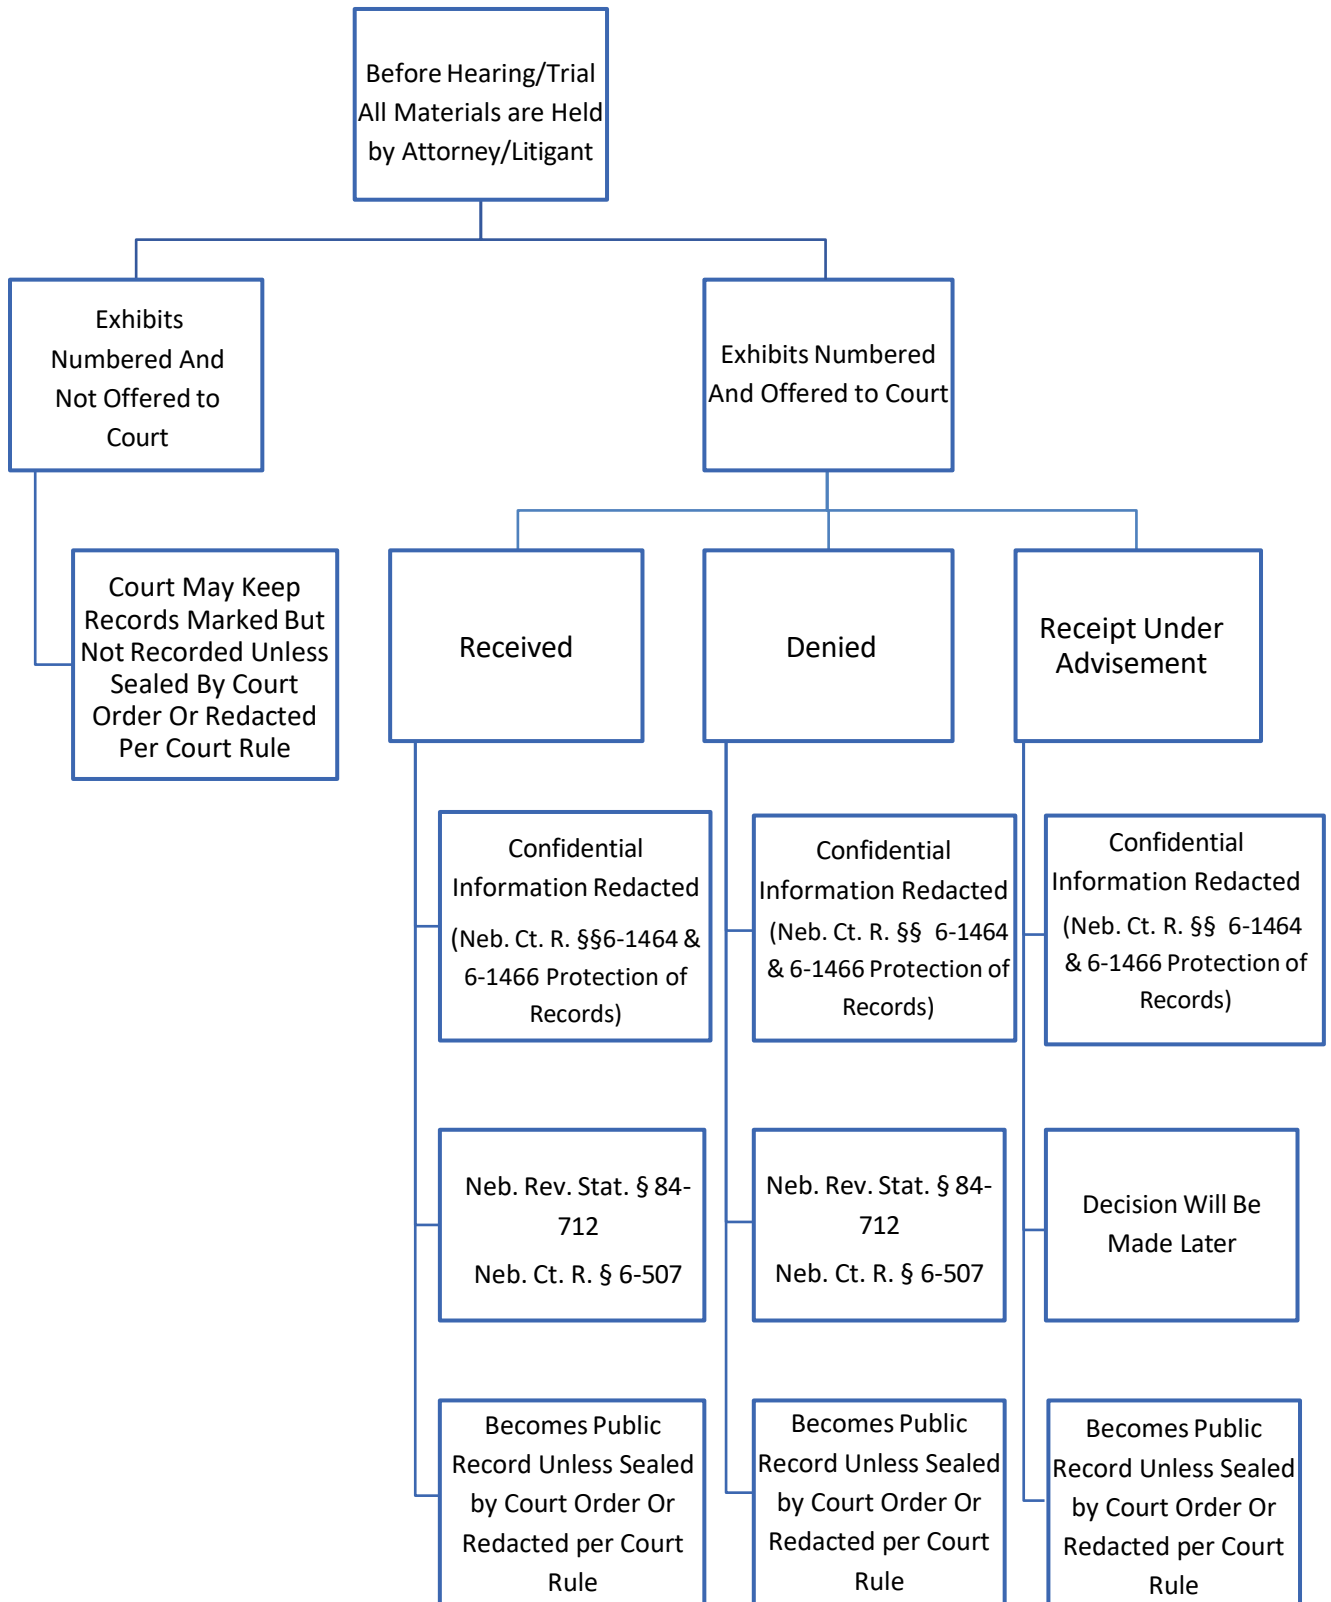 Before Hearing/Trial
All Materials are Held
by Attorney/Litigant
Exhibits
Numbered And
Not Offered to
Court
Exhibits Numbered
And Offered to Court
Court May Keep
Records Marked But
Not Recorded Unless
Sealed By Court
Order Or Redacted
Per Court Rule
Received
Denied
Receipt Under
Advisement
Confidential
Information Redacted
(Neb. Ct. R. §§6-1464 &
6-1466 Protection of
Records)
Confidential
Information Redacted
(Neb. Ct. R. §§ 6-1464
& 6-1466 Protection of
Records)
Confidential
Information Redacted
(Neb. Ct. R. §§ 6-1464
& 6-1466 Protection of
Records)
Neb. Rev. Stat. § 84-
712
Neb. Ct. R. § 6-507
Neb. Rev. Stat. § 84-
712
Neb. Ct. R. § 6-507
Decision Will Be
Made Later
Becomes Public
Record Unless Sealed
by Court Order Or
Redacted per Court
Rule
Becomes Public
Record Unless Sealed
by Court Order Or
Redacted per Court
Rule
Becomes Public
Record Unless Sealed
by Court Order Or
Redacted per Court
Rule